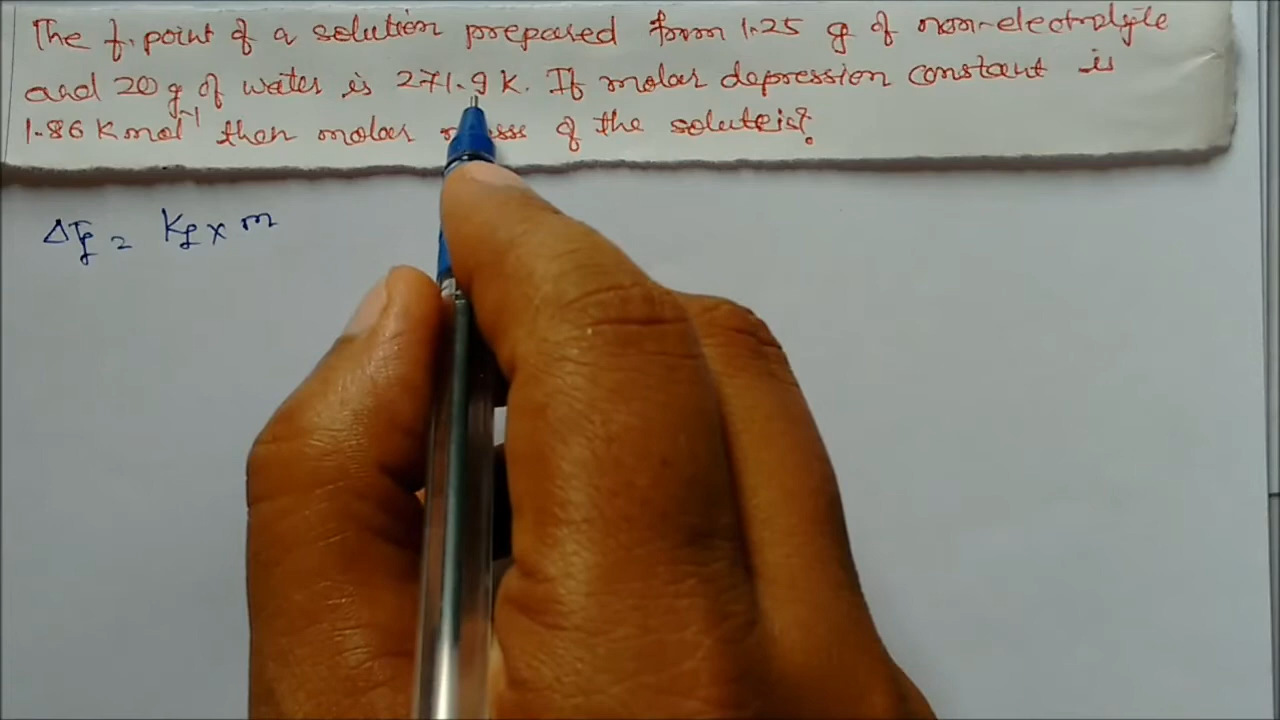 The f. point of a solution prepared from 1.25 g of non-electrolyte
and 20 g of water is 271.9 K. If molar depression constant is
1.86 K mol⁻¹ then molar of the solute is?
ΔTf = Kf × m